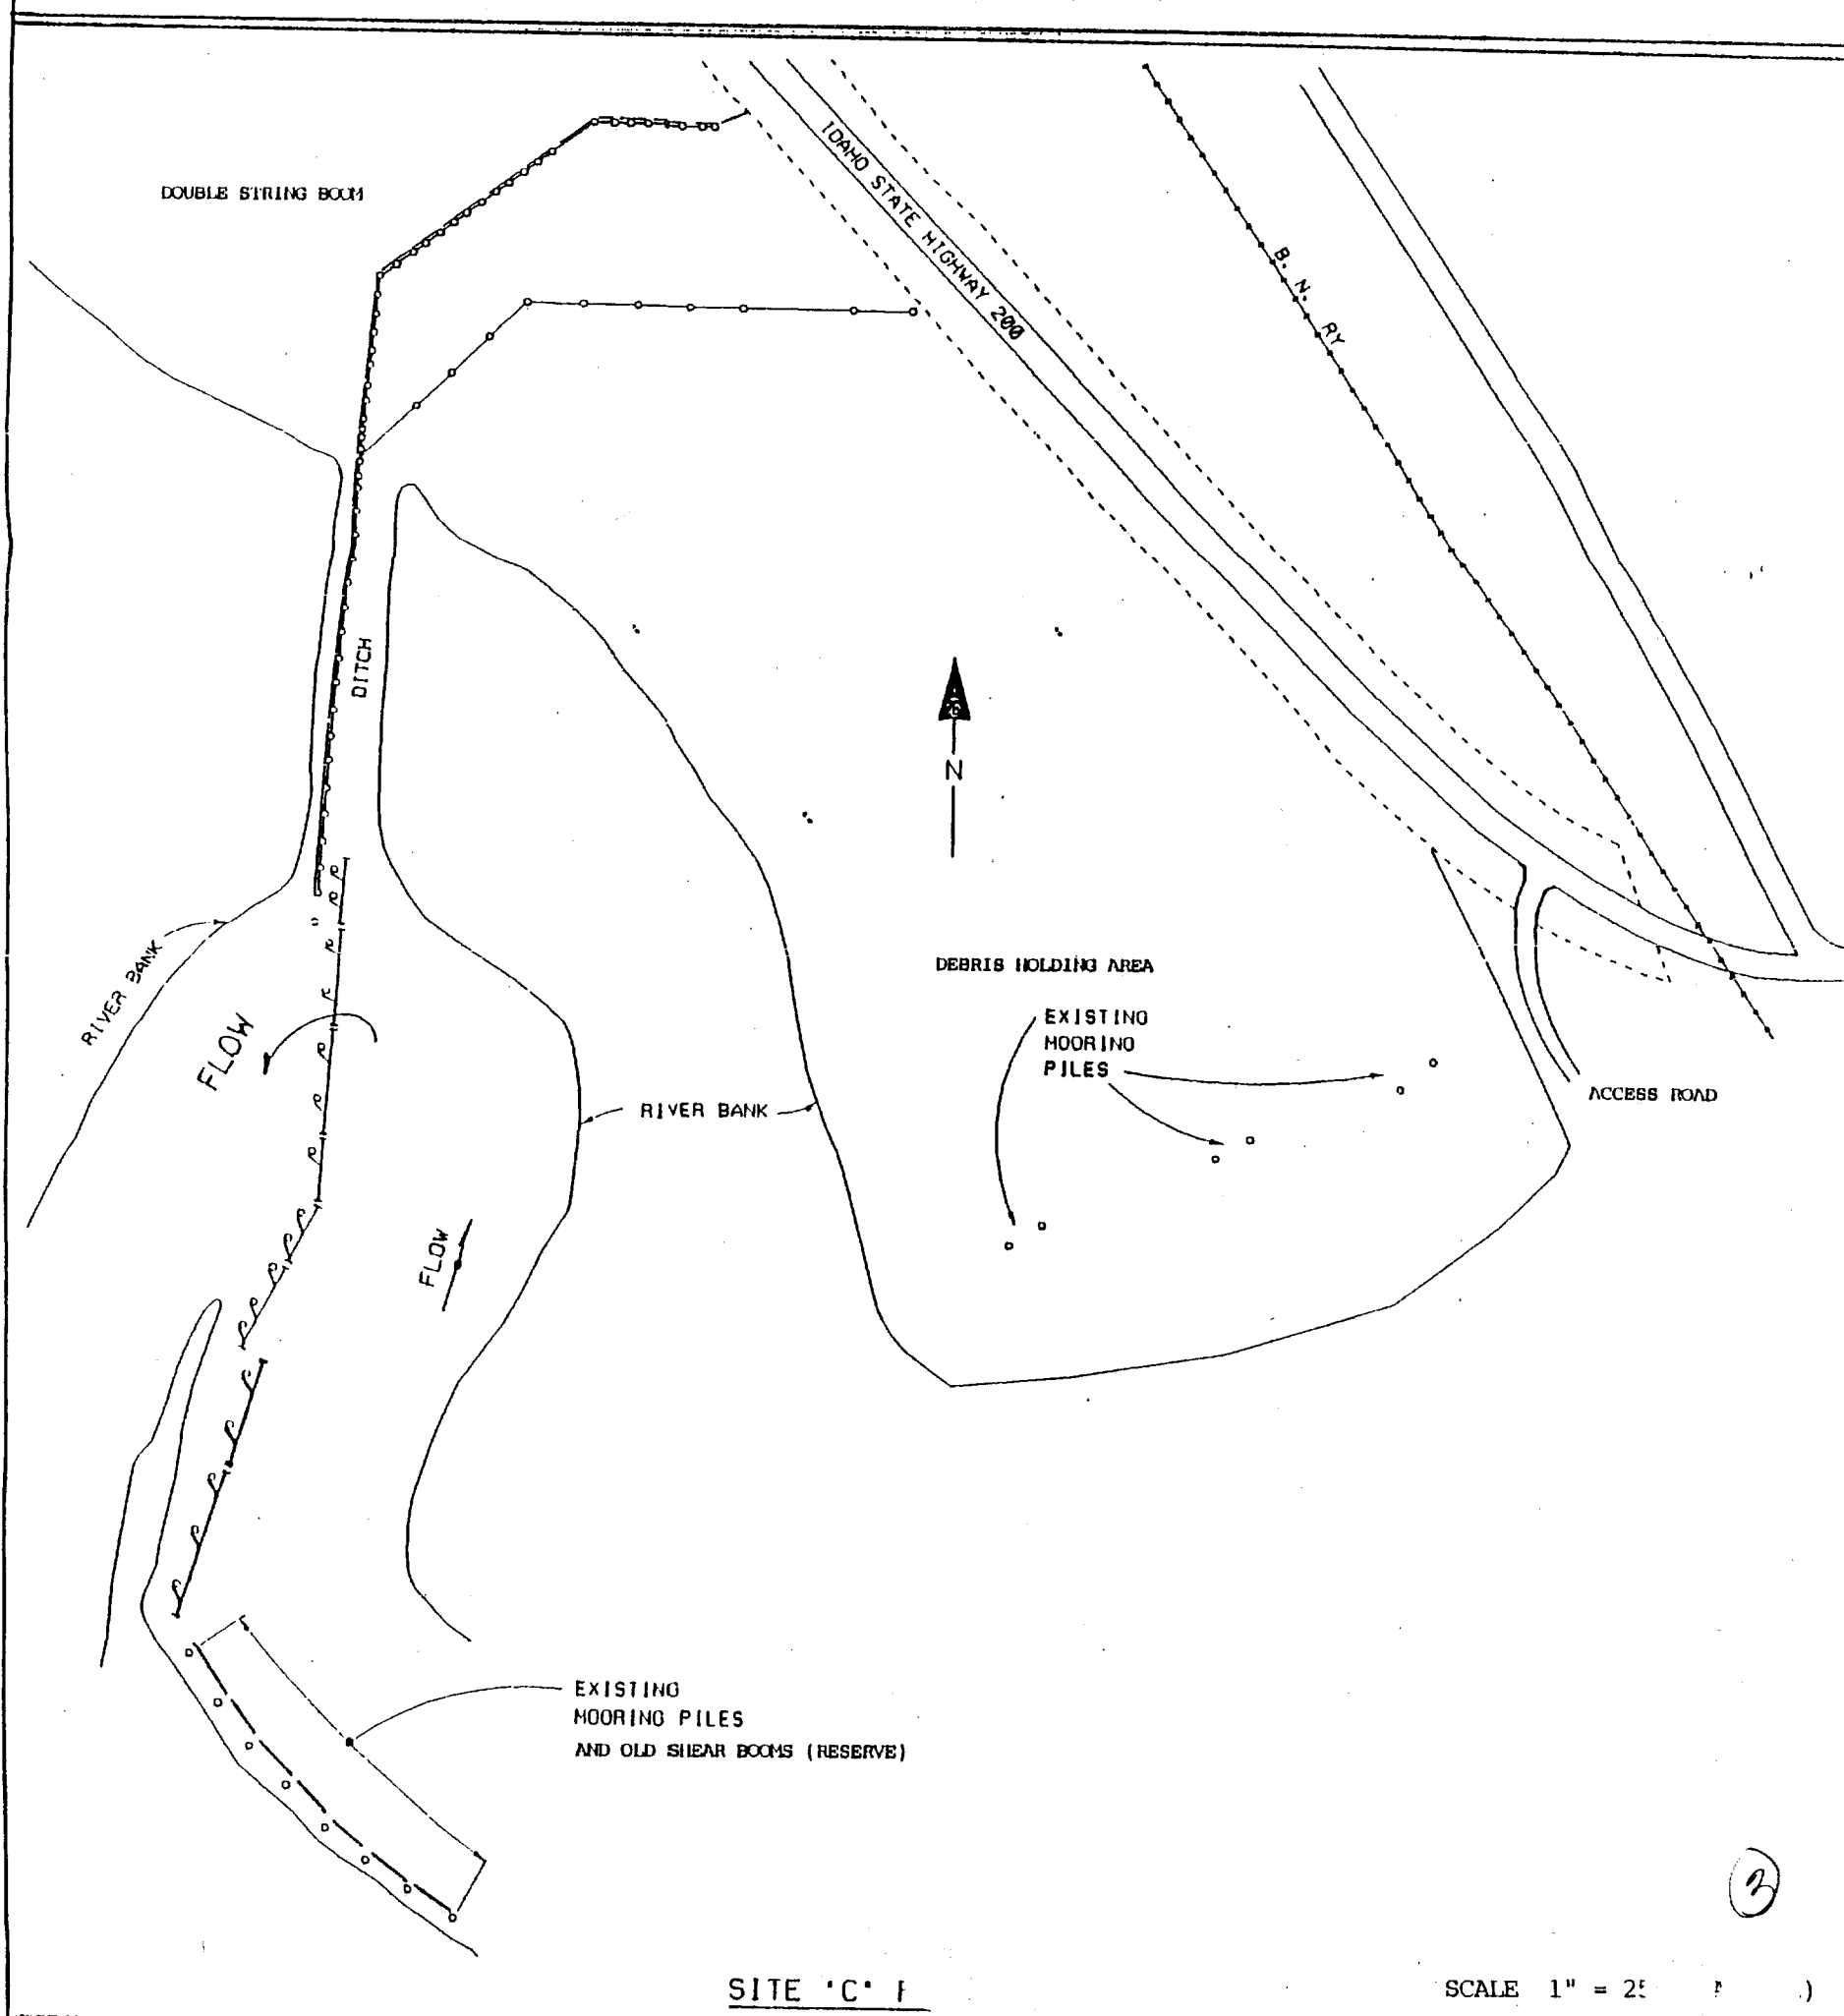 DOUBLE STRING BOOM
IDAHO STATE HIGHWAY 200
B. N. RY
DITCH
N
RIVER BANK
FLOW
DEBRIS HOLDING AREA
EXISTING
MOORING
PILES
ACCESS ROAD
RIVER BANK
FLOW
EXISTING
MOORING PILES
AND OLD SHEAR BOOMS (RESERVE)
3
SITE "C"
SCALE 1" =